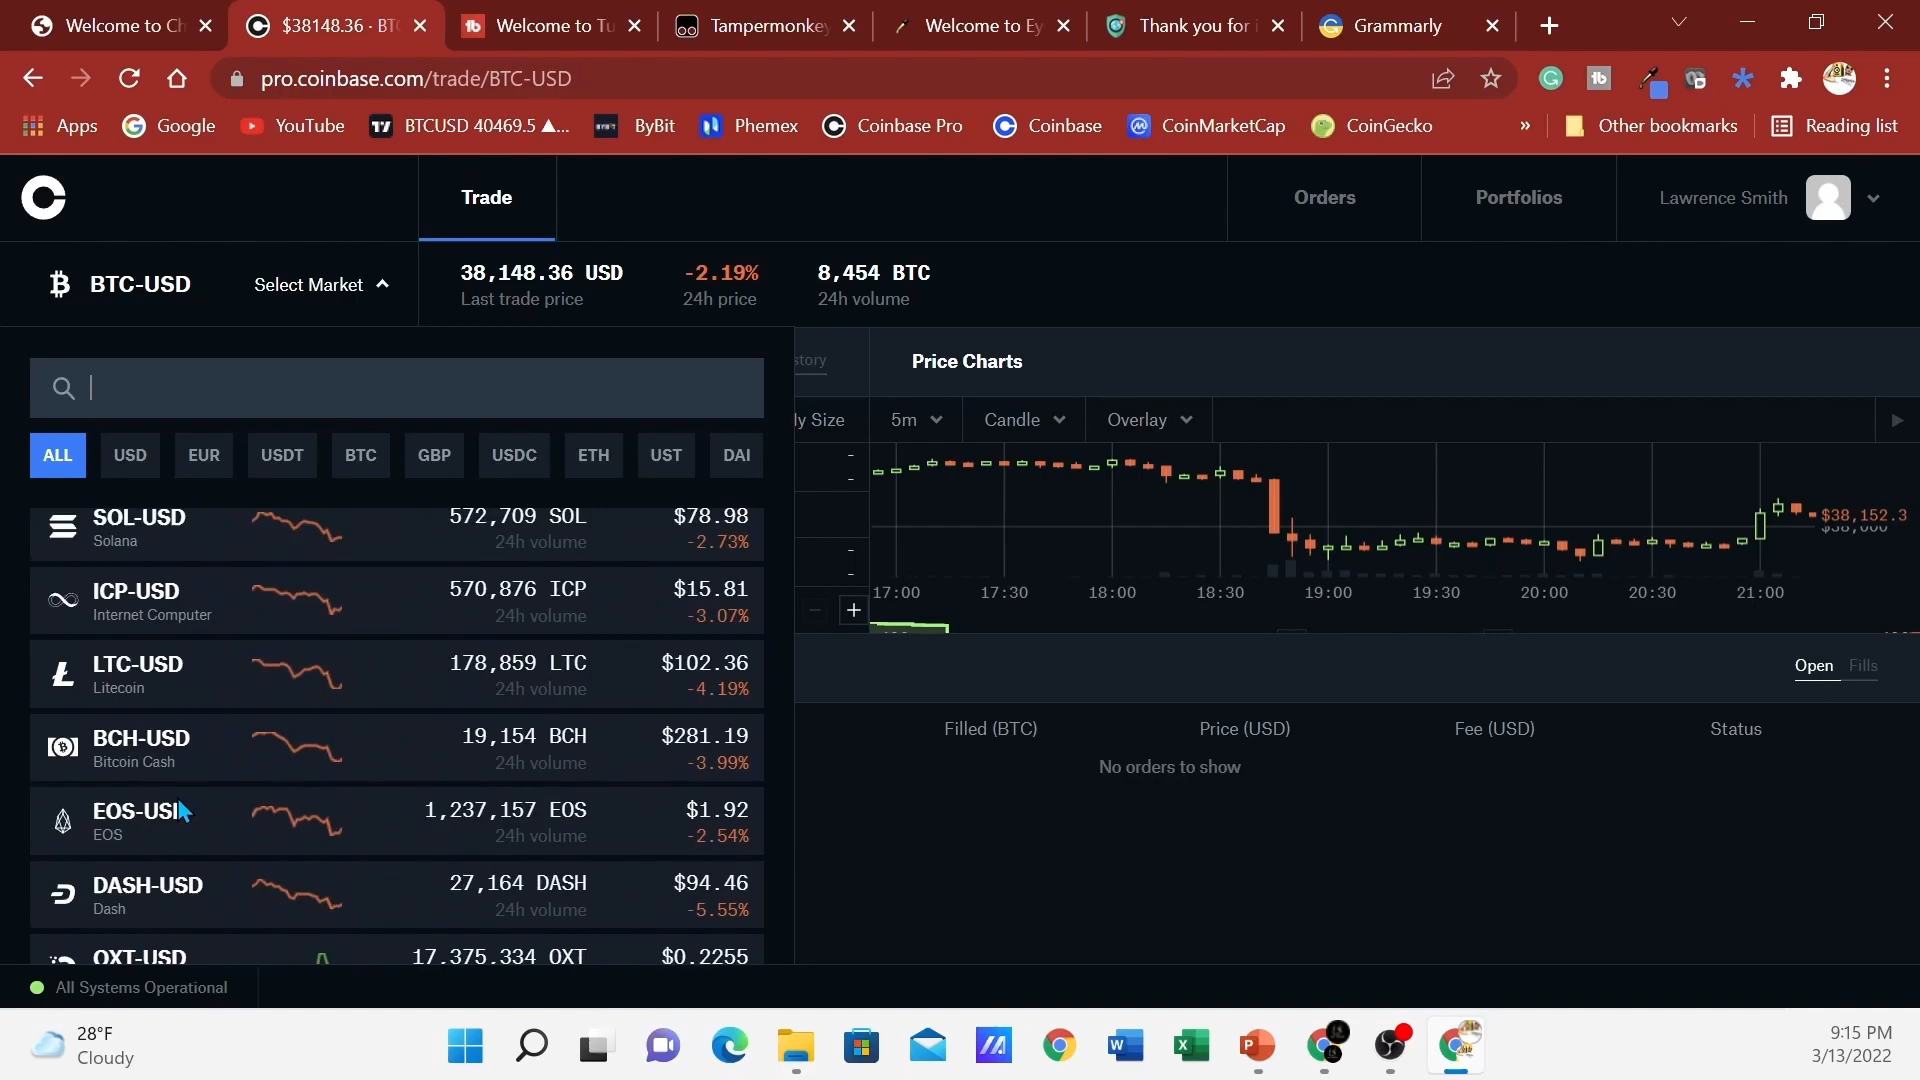 Welcome to Ch
$38148.36 · BTC
Welcome to Tu
Tampermonkey
Welcome to Ey
Thank you for i
Grammarly
pro.coinbase.com/trade/BTC-USD
Apps
Google
YouTube
BTCUSD 40469.5 ▲...
ByBit
Phemex
Coinbase Pro
Coinbase
CoinMarketCap
CoinGecko
»
Other bookmarks
Reading list
Trade
Orders
Portfolios
Lawrence Smith
BTC-USD
Select Market
38,148.36 USD
Last trade price
-2.19%
24h price
8,454 BTC
24h volume
story
Price Charts
ly Size
5m
Candle
Overlay
ALL
USD
EUR
USDT
BTC
GBP
USDC
ETH
UST
DAI
SOL-USD
Solana
572,709 SOL
24h volume
$78.98
-2.73%
ICP-USD
Internet Computer
570,876 ICP
24h volume
$15.81
-3.07%
LTC-USD
Litecoin
178,859 LTC
24h volume
$102.36
-4.19%
BCH-USD
Bitcoin Cash
19,154 BCH
24h volume
$281.19
-3.99%
EOS-USD
EOS
1,237,157 EOS
24h volume
$1.92
-2.54%
DASH-USD
Dash
27,164 DASH
24h volume
$94.46
-5.55%
OXT-USD
17,375,334 OXT
$0.2255
$38,152.3
$38,000
17:00
17:30
18:00
18:30
19:00
19:30
20:00
20:30
21:00
Open
Fills
Filled (BTC)
Price (USD)
Fee (USD)
Status
No orders to show
All Systems Operational
28°F
Cloudy
9:15 PM
3/13/2022